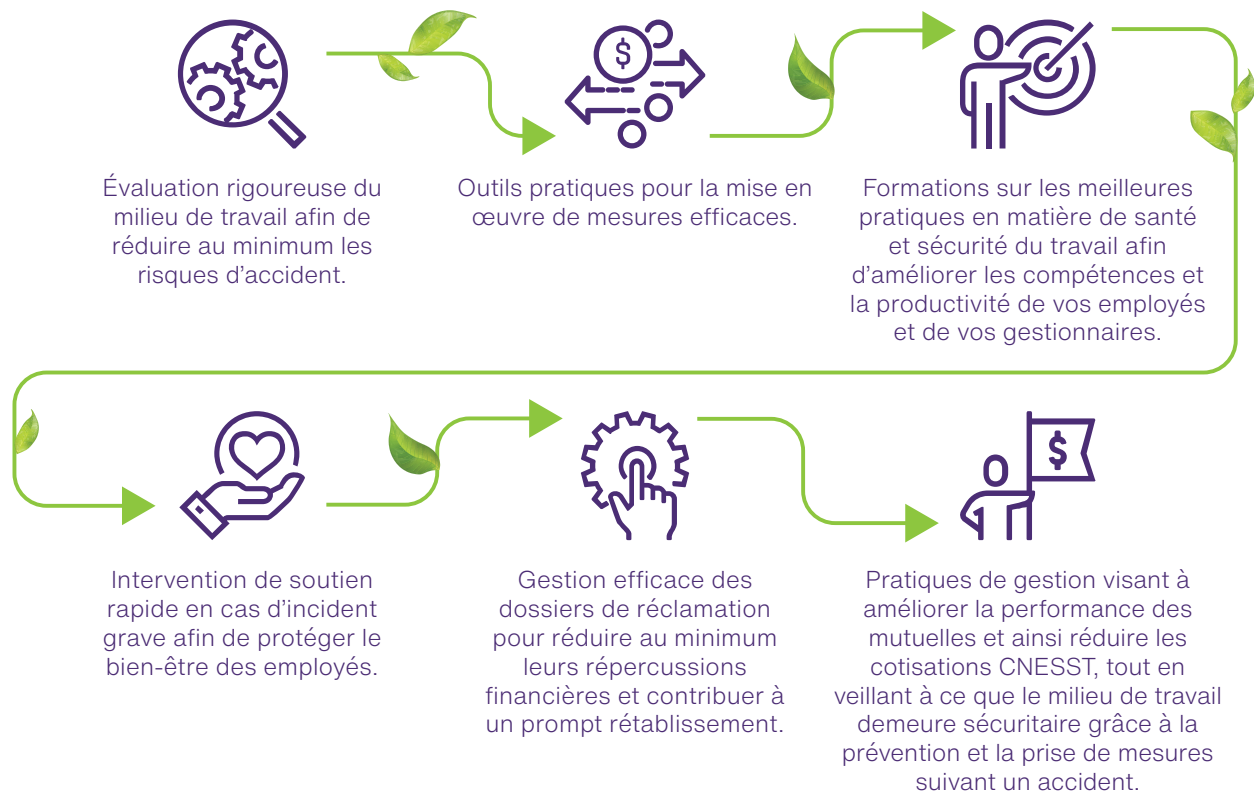 $
Évaluation rigoureuse du
milieu de travail afin de
réduire au minimum les
risques d’accident.
Outils pratiques pour la mise en
œuvre de mesures efficaces.
Formations sur les meilleures
pratiques en matière de santé
et sécurité du travail afin
d’améliorer les compétences et
la productivité de vos employés
et de vos gestionnaires.
$
Intervention de soutien
rapide en cas d’incident
grave afin de protéger le
bien-être des employés.
Gestion efficace des
dossiers de réclamation
pour réduire au minimum
leurs répercussions
financières et contribuer à
un prompt rétablissement.
Pratiques de gestion visant à
améliorer la performance des
mutuelles et ainsi réduire les
cotisations CNESST, tout en
veillant à ce que le milieu de travail
demeure sécuritaire grâce à la
prévention et la prise de mesures
suivant un accident.